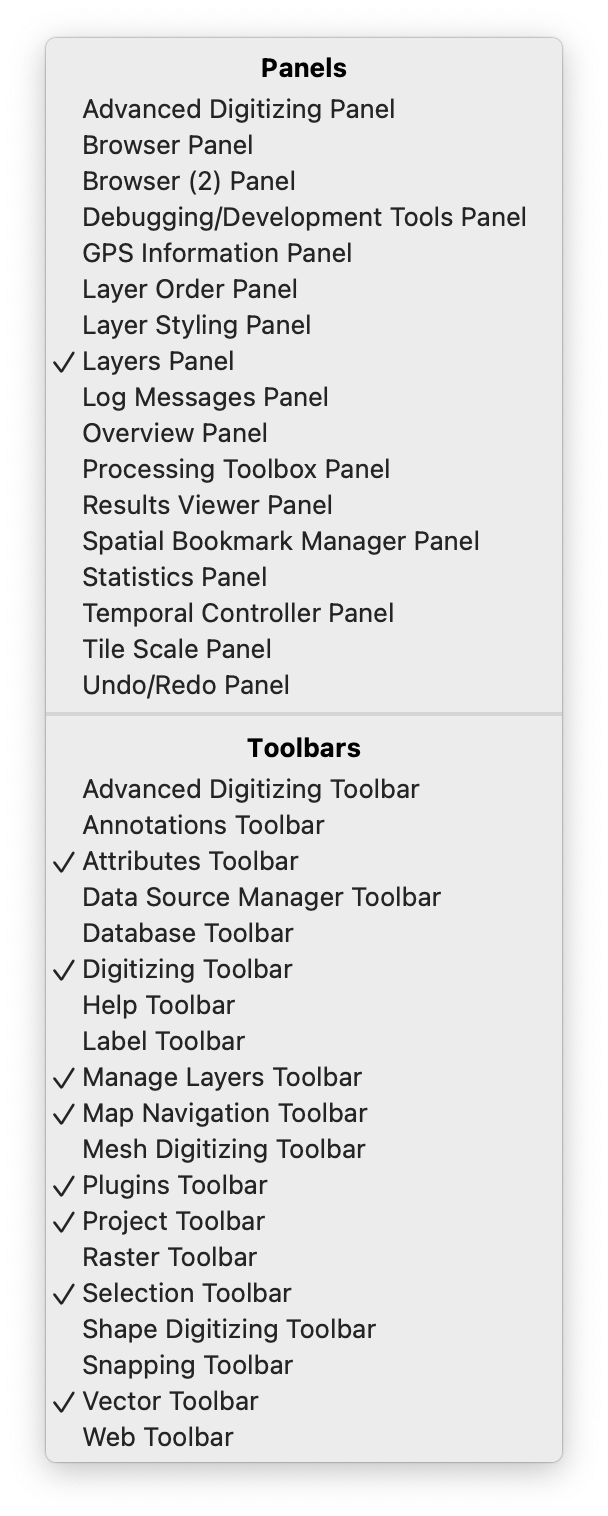 Panels
Advanced Digitizing Panel
Browser Panel
Browser (2) Panel
Debugging/Development Tools Panel
GPS Information Panel
Layer Order Panel
Layer Styling Panel
✓ Layers Panel
Log Messages Panel
Overview Panel
Processing Toolbox Panel
Results Viewer Panel
Spatial Bookmark Manager Panel
Statistics Panel
Temporal Controller Panel
Tile Scale Panel
Undo/Redo Panel
Toolbars
Advanced Digitizing Toolbar
Annotations Toolbar
✓ Attributes Toolbar
Data Source Manager Toolbar
Database Toolbar
✓ Digitizing Toolbar
Help Toolbar
Label Toolbar
✓ Manage Layers Toolbar
✓ Map Navigation Toolbar
Mesh Digitizing Toolbar
✓ Plugins Toolbar
✓ Project Toolbar
Raster Toolbar
✓ Selection Toolbar
Shape Digitizing Toolbar
Snapping Toolbar
✓ Vector Toolbar
Web Toolbar